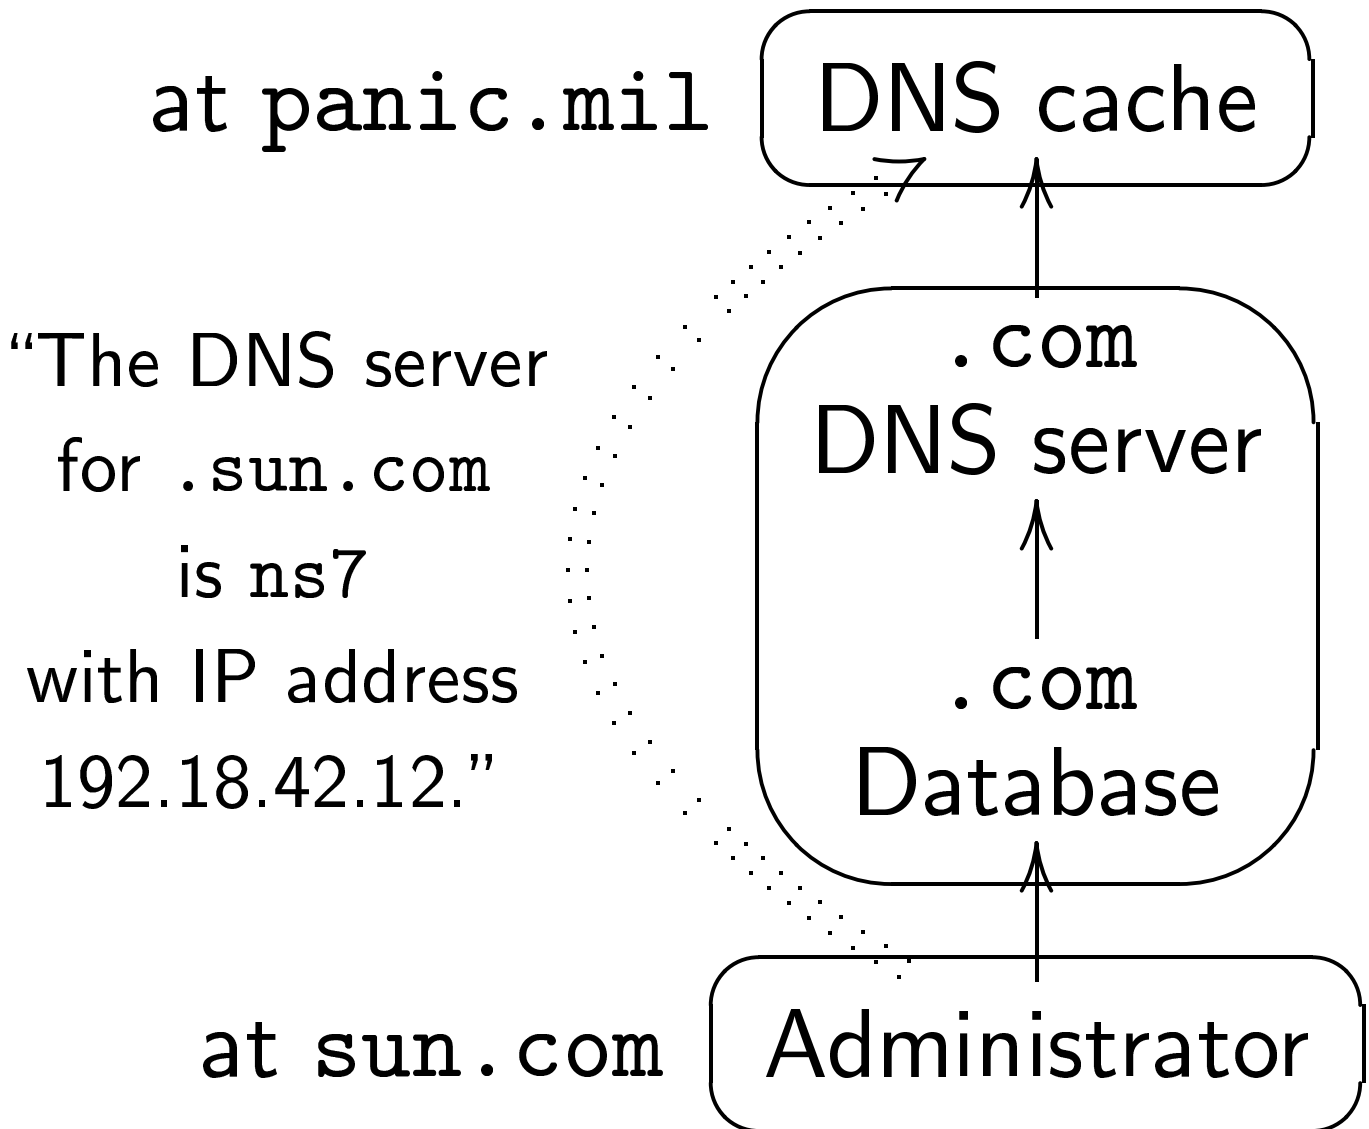 at panic.mil
DNS cache
“The DNS server
for .sun.com
is ns7
with IP address
192.18.42.12.”
.com
DNS server
.com
Database
at sun.com
Administrator